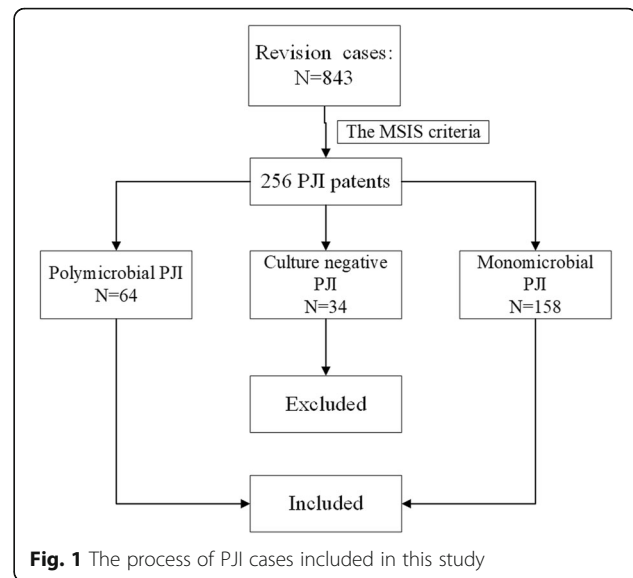 Revision cases:
N=843
The MSIS criteria
256 PJI patents
Polymicrobial PJI
N=64
Culture negative
PJI
N=34
Monomicrobial
PJI
N=158
Excluded
Included
Fig. 1 The process of PJI cases included in this study